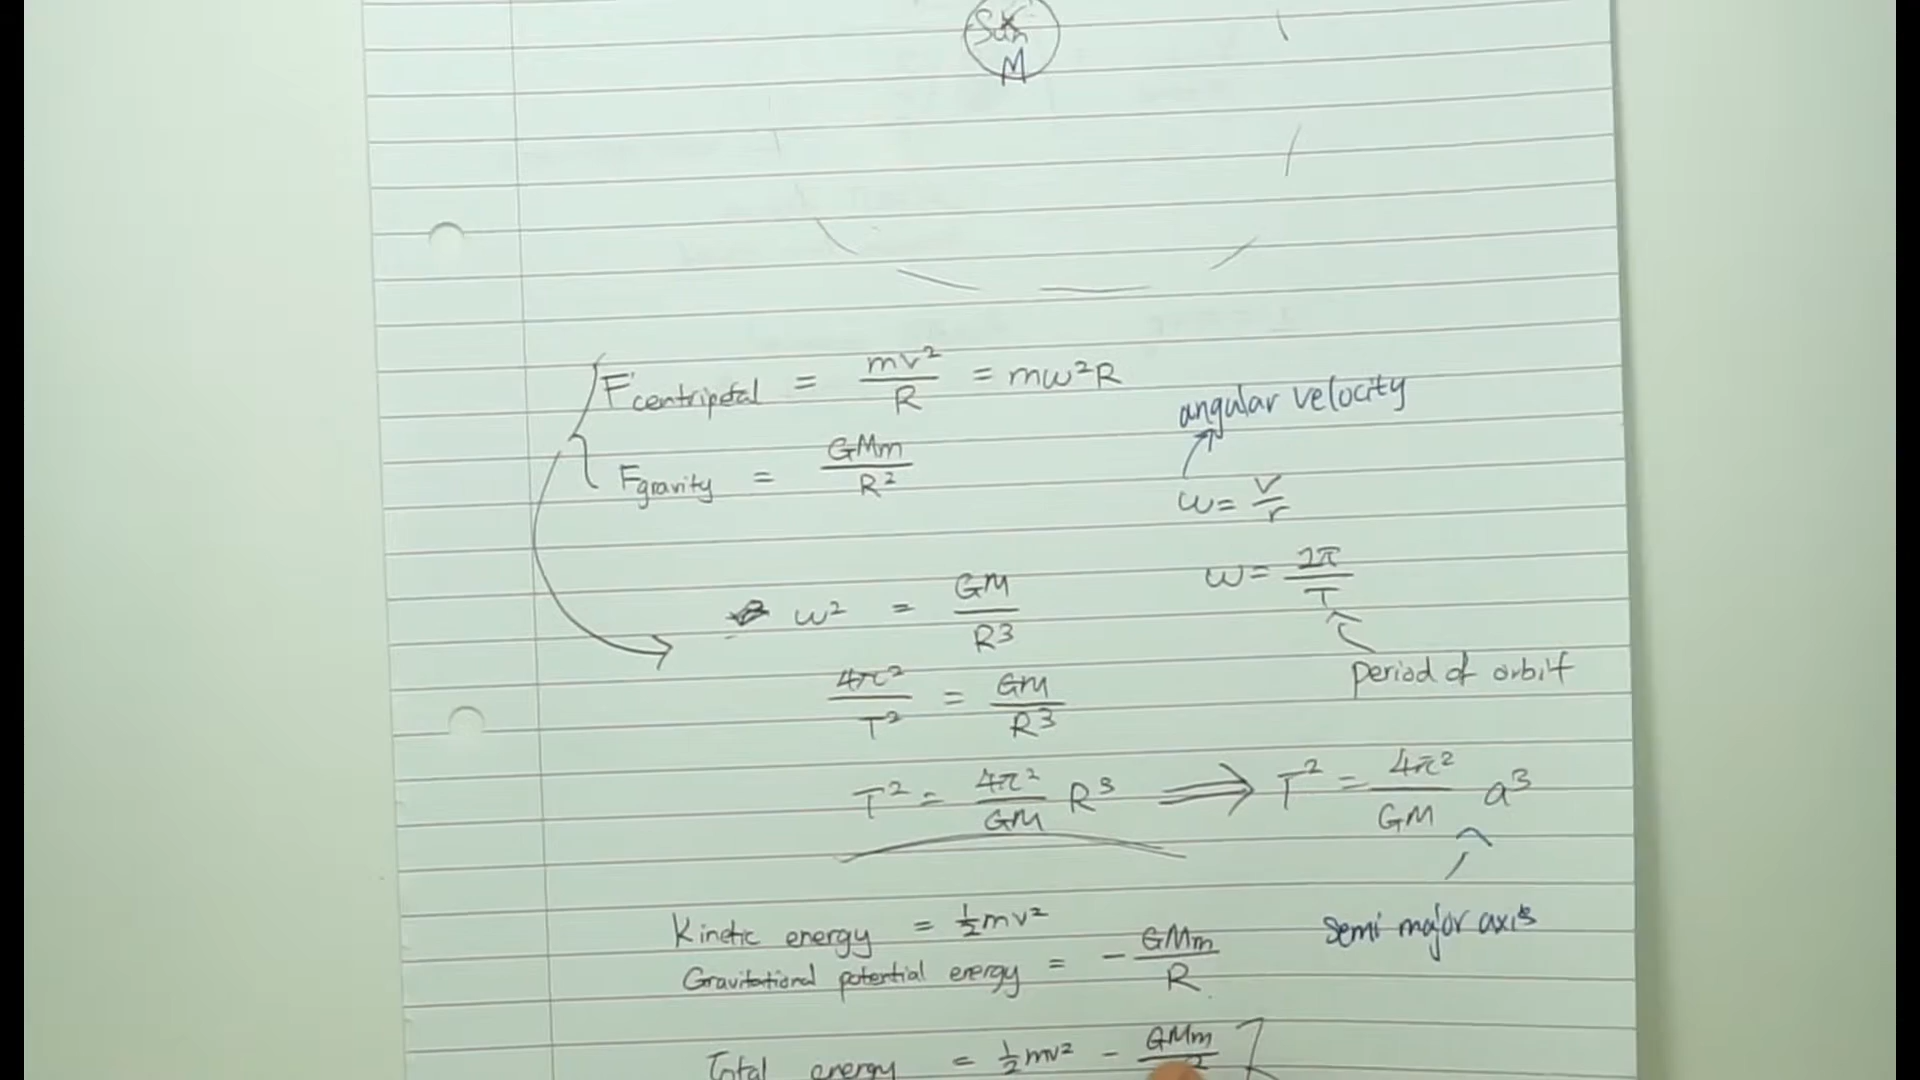 Sun
M
F centripetal = mv²/R = mω²R
angular velocity
F gravity = GMm/R²
ω = v/r
ω = 2π/T
ω² = GM/R³
period of orbit
4π²/T² = GM/R³
T² = 4π²/GM R³ ⟹ T² = 4π²/GM a³
Kinetic energy = ½mv²
semi major axis
Gravitational potential energy = - GMm/R
Total energy = ½mv² - GMm